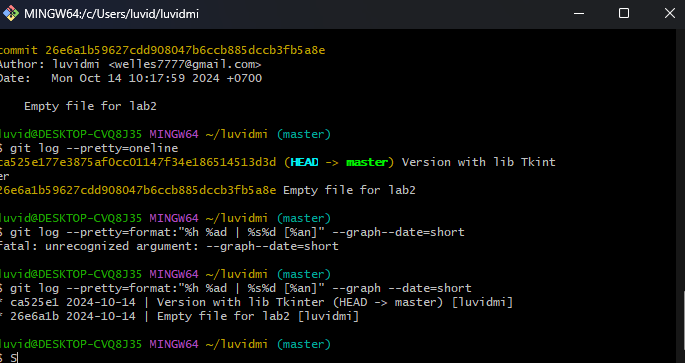 MINGW64:/c/Users/luvid/luvidmi
commit 26e6a1b59627cdd908047b6ccb885dccb3fb5a8e
Author: luvidmi <welles7777@gmail.com>
Date:   Mon Oct 14 10:17:59 2024 +0700
Empty file for lab2
luvid@DESKTOP-CVQ8J35 MINGW64 ~/luvidmi (master)
$ git log --pretty=oneline
ca525e177e3875af0cc01147f34e186514513d3d (HEAD -> master) Version with lib Tkint
er
26e6a1b59627cdd908047b6ccb885dccb3fb5a8e Empty file for lab2
luvid@DESKTOP-CVQ8J35 MINGW64 ~/luvidmi (master)
$ git log --pretty=format:"%h %ad | %s%d [%an]" --graph--date=short
fatal: unrecognized argument: --graph--date=short
luvid@DESKTOP-CVQ8J35 MINGW64 ~/luvidmi (master)
$ git log --pretty=format:"%h %ad | %s%d [%an]" --graph --date=short
* ca525e1 2024-10-14 | Version with lib Tkinter (HEAD -> master) [luvidmi]
* 26e6a1b 2024-10-14 | Empty file for lab2 [luvidmi]
luvid@DESKTOP-CVQ8J35 MINGW64 ~/luvidmi (master)
$ S